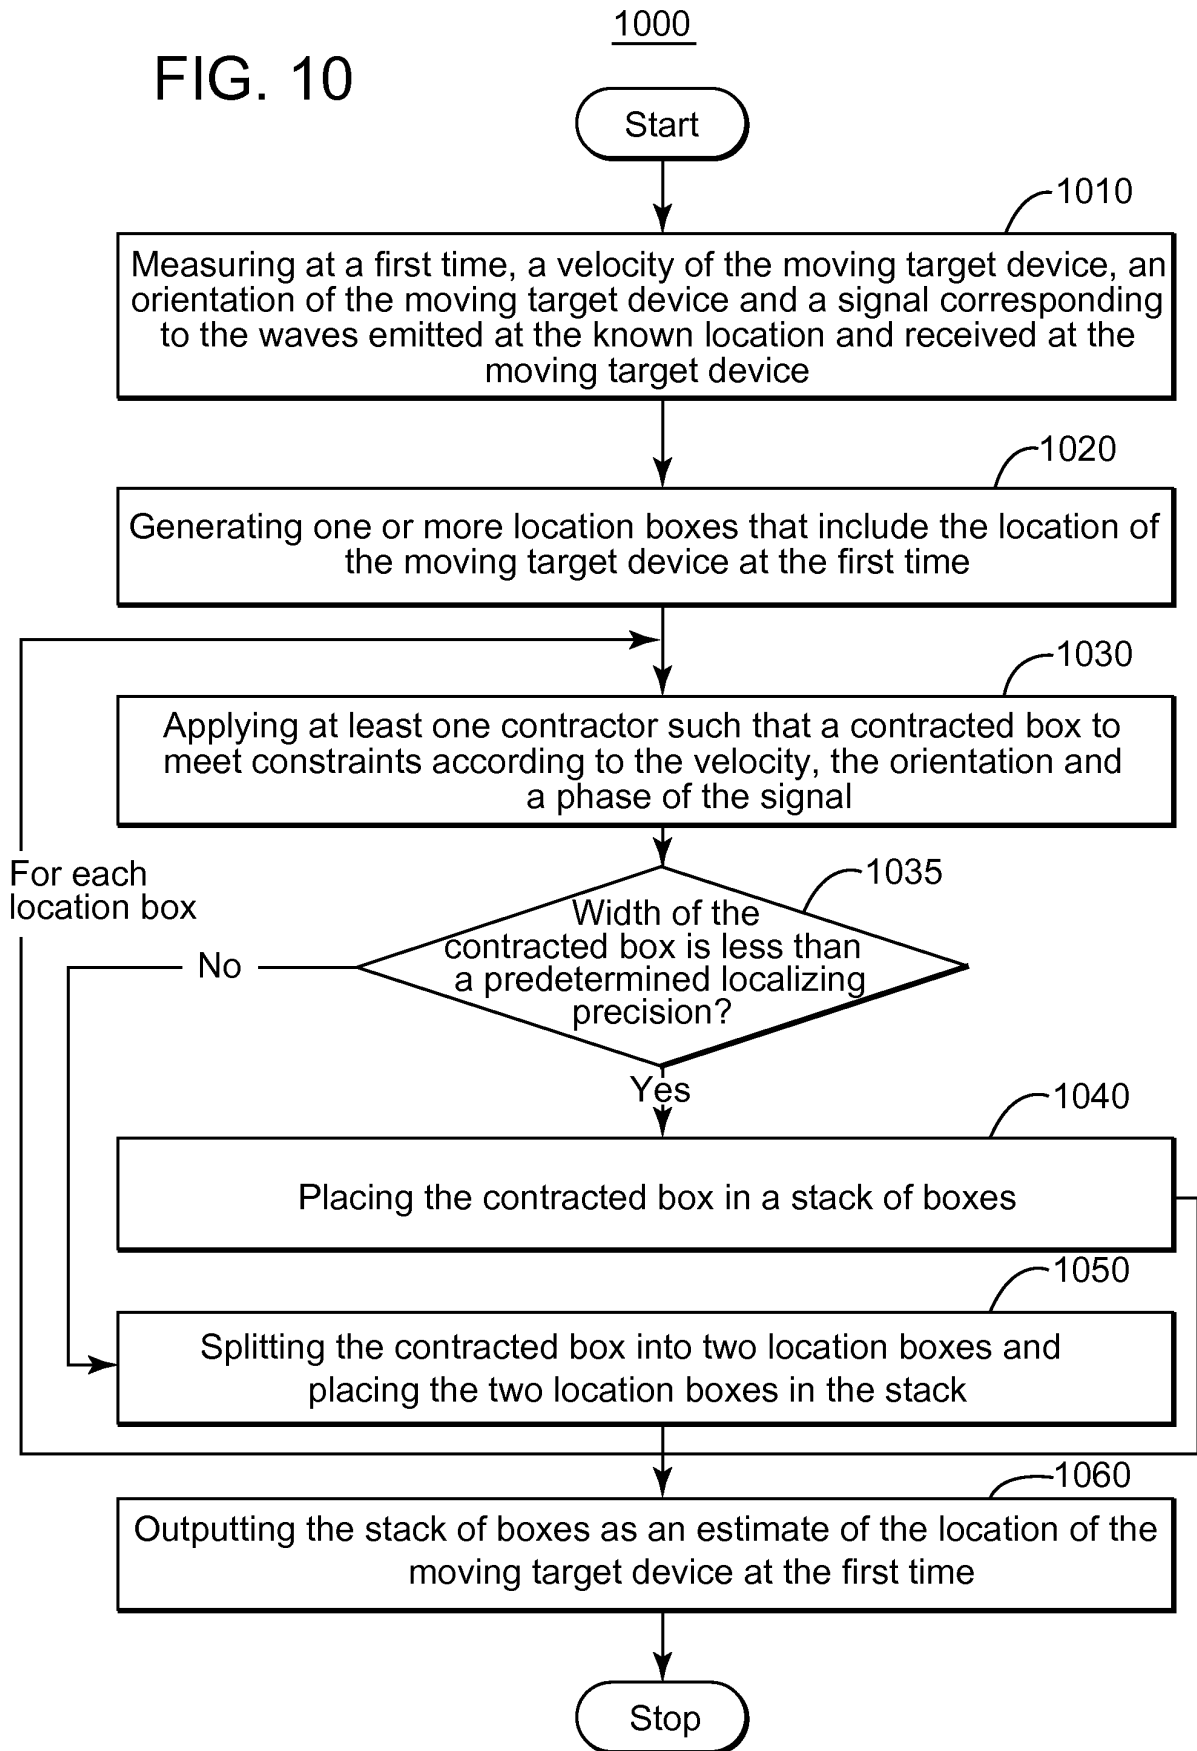 1000
FIG. 10
Start
1010
Measuring at a first time, a velocity of the moving target device, an
orientation of the moving target device and a signal corresponding
to the waves emitted at the known location and received at the
moving target device
1020
Generating one or more location boxes that include the location of
the moving target device at the first time
1030
Applying at least one contractor such that a contracted box to
meet constraints according to the velocity, the orientation and
a phase of the signal
For each
location box
1035
Width of the
contracted box is less than
a predetermined localizing
precision?
No
Yes
1040
Placing the contracted box in a stack of boxes
1050
Splitting the contracted box into two location boxes and
placing the two location boxes in the stack
1060
Outputting the stack of boxes as an estimate of the location of the
moving target device at the first time
Stop